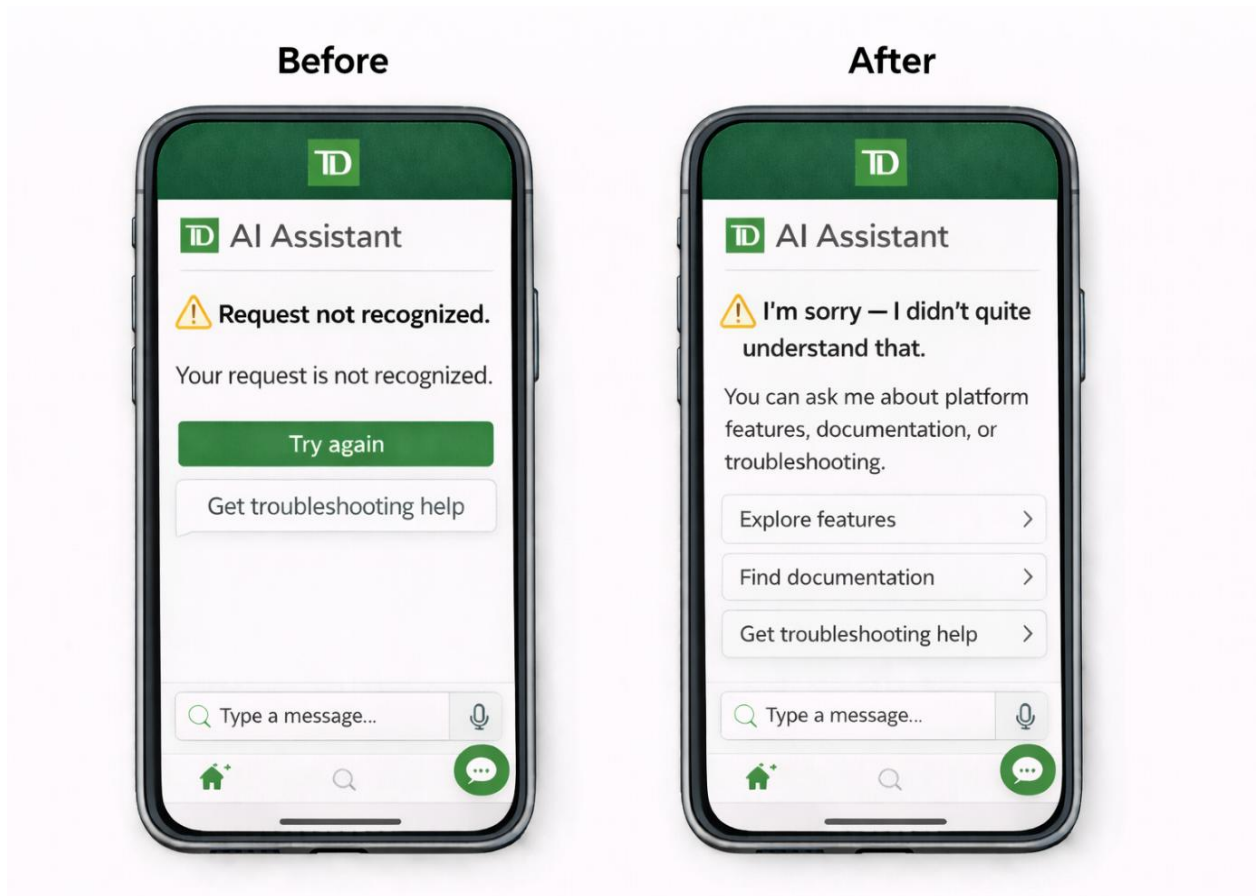 Before
TD
TD AI Assistant
Request not recognized.
Your request is not recognized.
Try again
Get troubleshooting help
Type a message...
After
TD
TD AI Assistant
I'm sorry — I didn't quite
understand that.
You can ask me about platform
features, documentation, or
troubleshooting.
Explore features
Find documentation
Get troubleshooting help
Type a message...